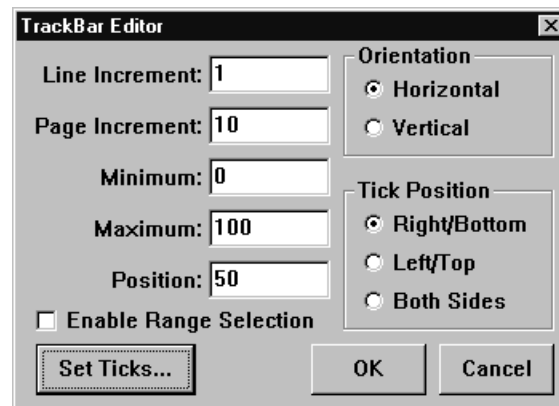 TrackBar Editor
Line Increment: 1
Page Increment: 10
Minimum: 0
Maximum: 100
Position: 50
Enable Range Selection
Orientation
Horizontal
Vertical
Tick Position
Right/Bottom
Left/Top
Both Sides
Set Ticks...
OK
Cancel